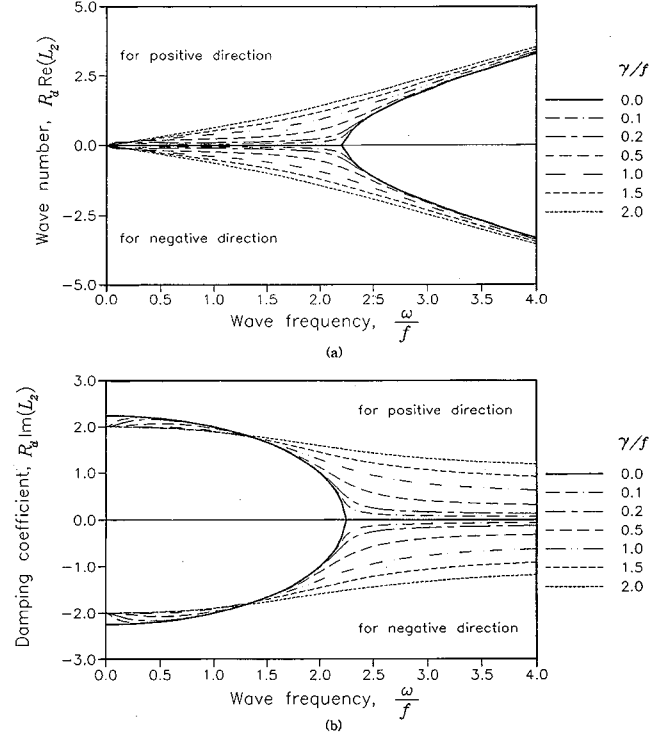 5.0
2.5
0.0
−2.5
−5.0
Wave number, R_d Re(L_2)
for positive direction
for negative direction
0.0 0.5 1.0 1.5 2.0 2.5 3.0 3.5 4.0
Wave frequency, ω/f
γ/f
0.0
0.1
0.2
0.5
1.0
1.5
2.0
(a)
3.0
2.0
1.0
0.0
−1.0
−2.0
−3.0
Damping coefficient, R_d Im(L_2)
for positive direction
for negative direction
0.0 0.5 1.0 1.5 2.0 2.5 3.0 3.5 4.0
Wave frequency, ω/f
γ/f
0.0
0.1
0.2
0.5
1.0
1.5
2.0
(b)